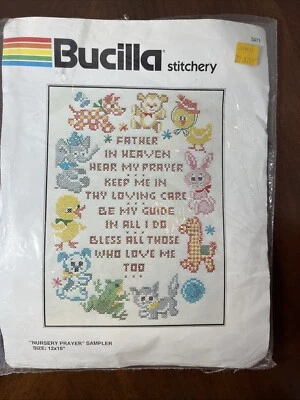 Bucilla stitchery
FATHER
IN HEAVEN
HEAR MY PRAYER
KEEP ME IN
THY LOVING CARE
BE MY GUIDE
IN ALL I DO
BLESS ALL THOSE
WHO LOVE ME
TOO
"NURSERY PRAYER" SAMPLER
SIZE: 12x15"